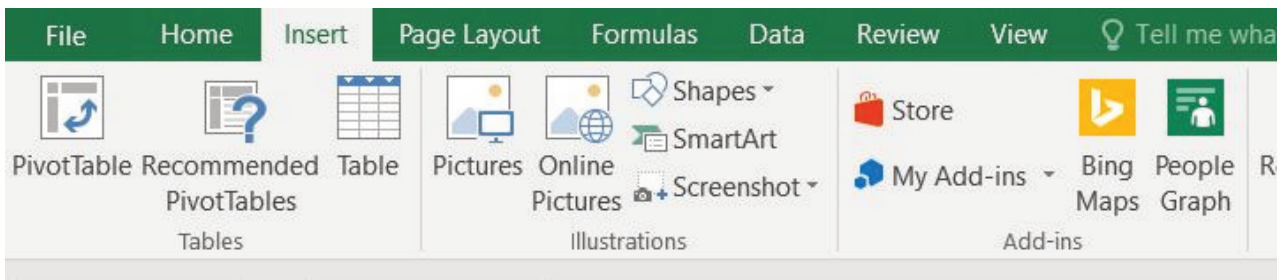 File Home Insert Page Layout Formulas Data Review View Tell me wha
PivotTable
Recommended
PivotTables
Table
Tables
Pictures
Online
Pictures
Shapes
SmartArt
Screenshot
Illustrations
Store
My Add-ins
Bing
Maps
People
Graph
Add-ins